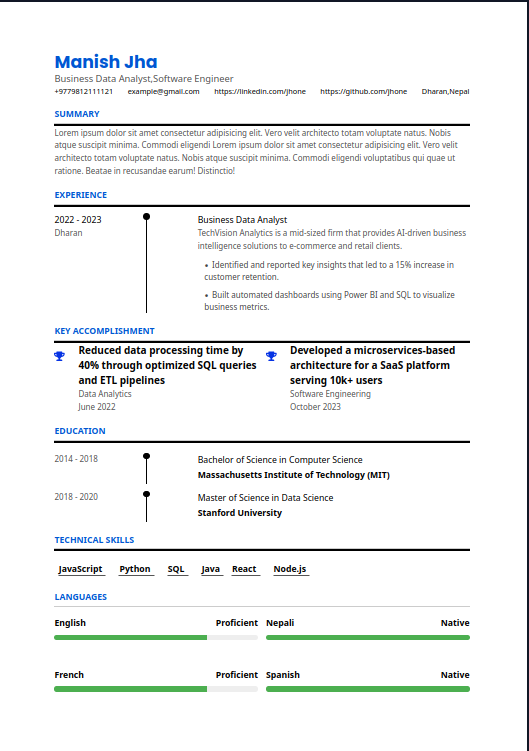 Manish Jha
Business Data Analyst,Software Engineer
+9779812111121 example@gmail.com https://linkedin.com/jhone https://github.com/jhone Dharan,Nepal
SUMMARY
Lorem ipsum dolor sit amet consectetur adipisicing elit. Vero velit architecto totam voluptate natus. Nobis
atque suscipit minima. Commodi eligendi Lorem ipsum dolor sit amet consectetur adipisicing elit. Vero velit
architecto totam voluptate natus. Nobis atque suscipit minima. Commodi eligendi voluptatibus qui quae ut
ratione. Beatae in recusandae earum! Distinctio!
EXPERIENCE
2022 - 2023
Dharan
Business Data Analyst
TechVision Analytics is a mid-sized firm that provides AI-driven business
intelligence solutions to e-commerce and retail clients.
• Identified and reported key insights that led to a 15% increase in
customer retention.
• Built automated dashboards using Power BI and SQL to visualize
business metrics.
KEY ACCOMPLISHMENT
Reduced data processing time by
40% through optimized SQL queries
and ETL pipelines
Data Analytics
June 2022
Developed a microservices-based
architecture for a SaaS platform
serving 10k+ users
Software Engineering
October 2023
EDUCATION
2014 - 2018
Bachelor of Science in Computer Science
Massachusetts Institute of Technology (MIT)
2018 - 2020
Master of Science in Data Science
Stanford University
TECHNICAL SKILLS
JavaScript Python SQL Java React Node.js
LANGUAGES
English Proficient Nepali Native
French Proficient Spanish Native